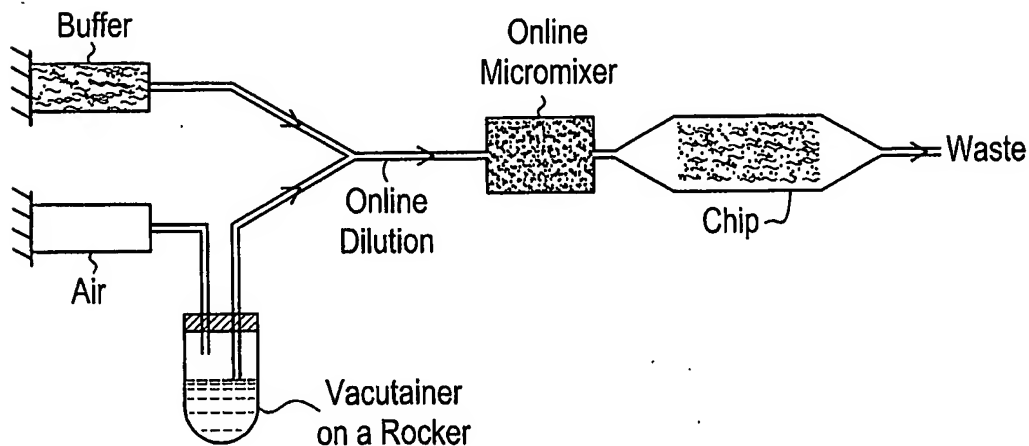 Buffer
Online
Micromixer
Waste
Online
Dilution
Chip
Air
Vacutainer
on a Rocker